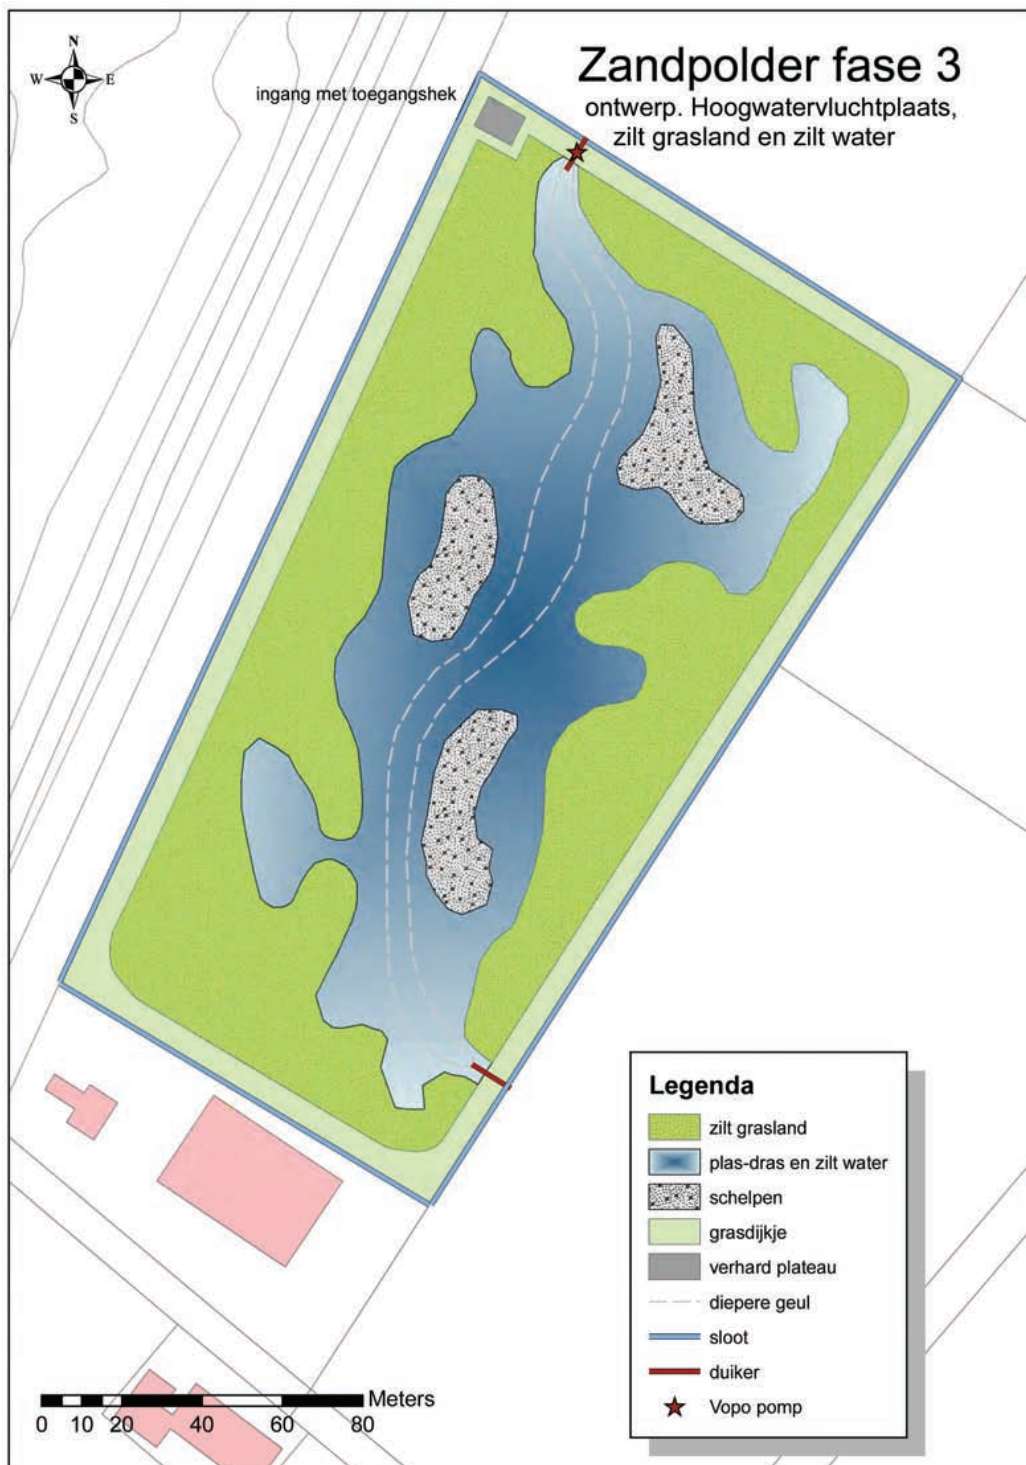 N
W E
S
ingang met toegangshek
Zandpolder fase 3
ontwerp. Hoogwatervluchtplaats,
zilt grasland en zilt water
Legenda
zilt grasland
plas-dras en zilt water
schelpen
grasdijkje
verhard plateau
diepere geul
sloot
duiker
Vopo pomp
Meters
0 10 20 40 60 80